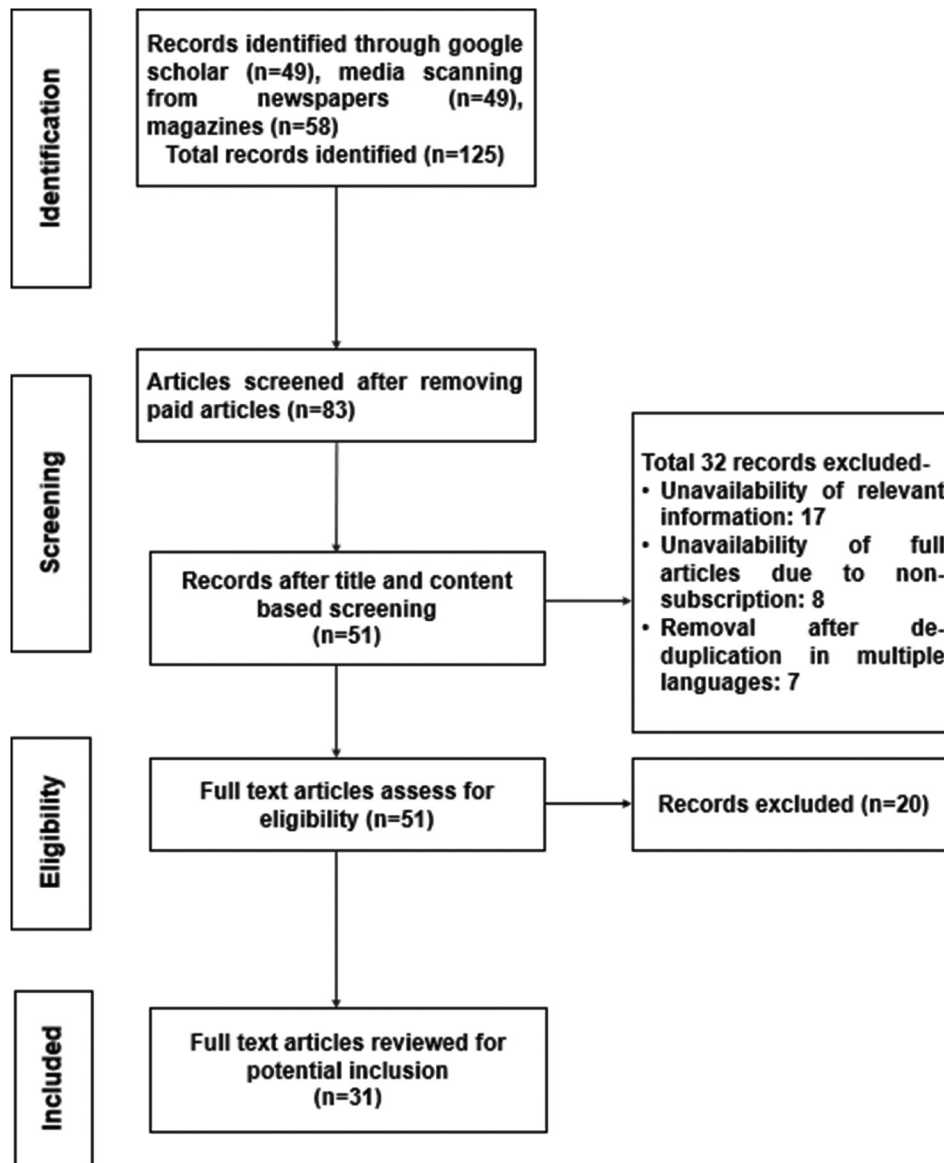 Identification
Records identified through google
scholar (n=49), media scanning
from newspapers (n=49),
magazines (n=58)
Total records identified (n=125)
Screening
Articles screened after removing
paid articles (n=83)
Records after title and content
based screening
(n=51)
Total 32 records excluded-
• Unavailability of relevant
information: 17
• Unavailability of full
articles due to non-
subscription: 8
• Removal after de-
duplication in multiple
languages: 7
Eligibility
Full text articles assess for
eligibility (n=51)
Records excluded (n=20)
Included
Full text articles reviewed for
potential inclusion
(n=31)